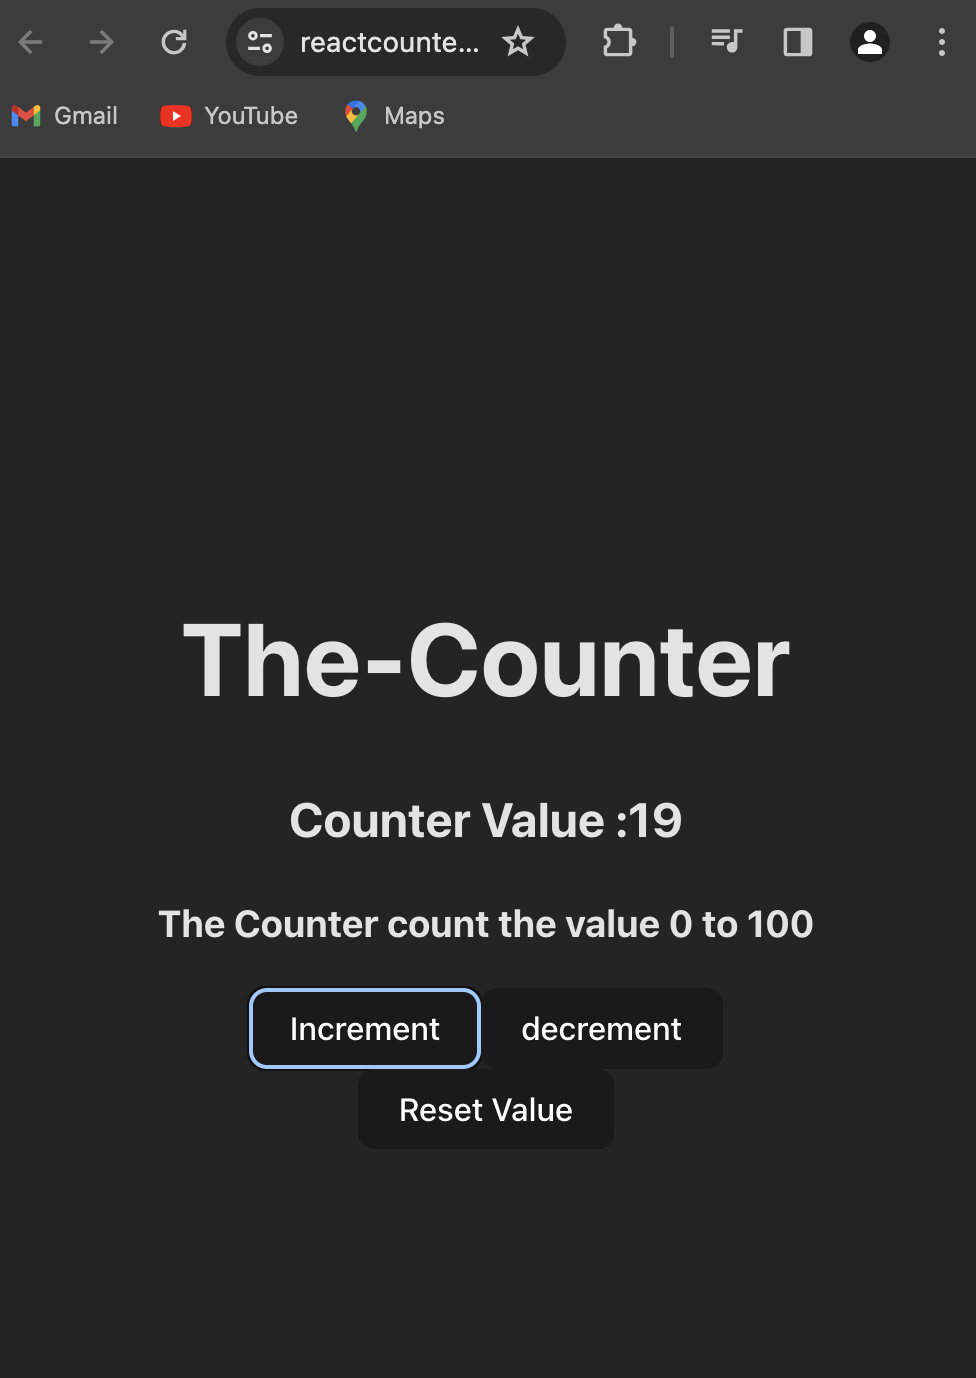 reactcounte...
Gmail YouTube Maps
The-Counter
Counter Value :19
The Counter count the value 0 to 100
Increment decrement
Reset Value